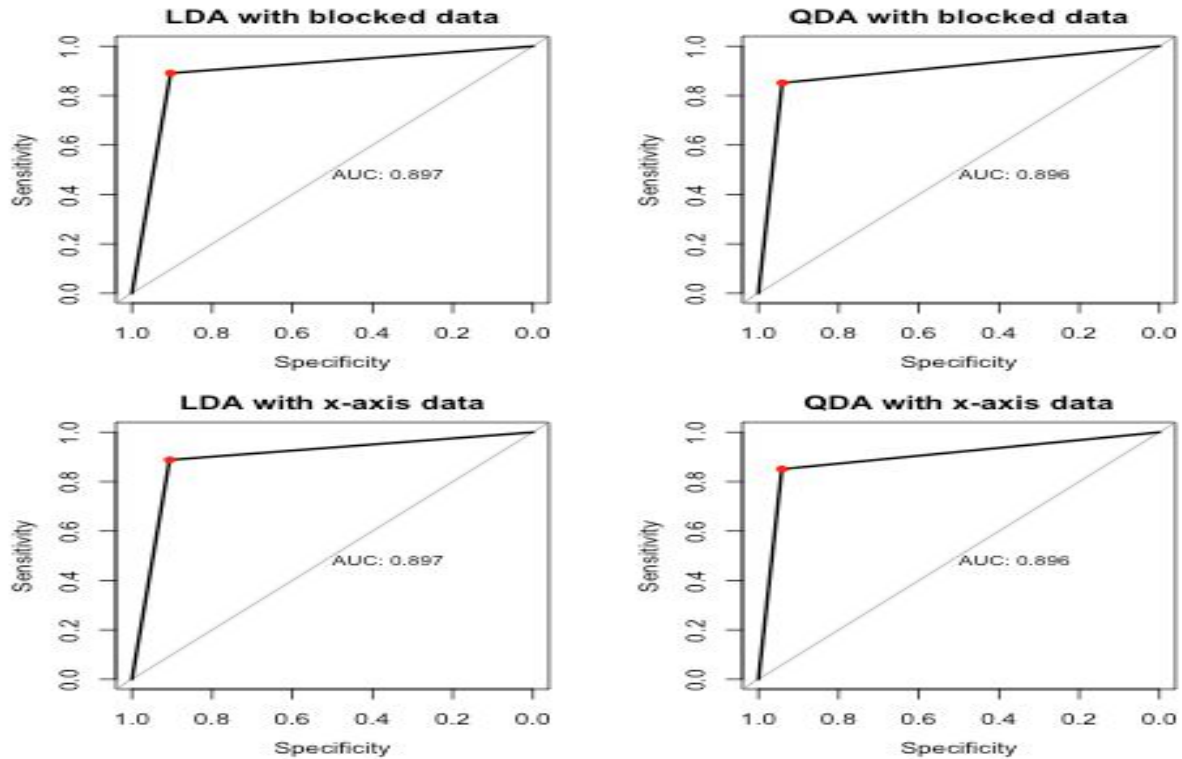 LDA with blocked data
Sensitivity
1.0
0.8
0.6
0.4
0.2
0.0
AUC: 0.897
1.0 0.8 0.6 0.4 0.2 0.0
Specificity
QDA with blocked data
Sensitivity
1.0
0.8
0.6
0.4
0.2
0.0
AUC: 0.896
1.0 0.8 0.6 0.4 0.2 0.0
Specificity
LDA with x-axis data
Sensitivity
1.0
0.8
0.6
0.4
0.2
0.0
AUC: 0.897
1.0 0.8 0.6 0.4 0.2 0.0
Specificity
QDA with x-axis data
Sensitivity
1.0
0.8
0.6
0.4
0.2
0.0
AUC: 0.896
1.0 0.8 0.6 0.4 0.2 0.0
Specificity